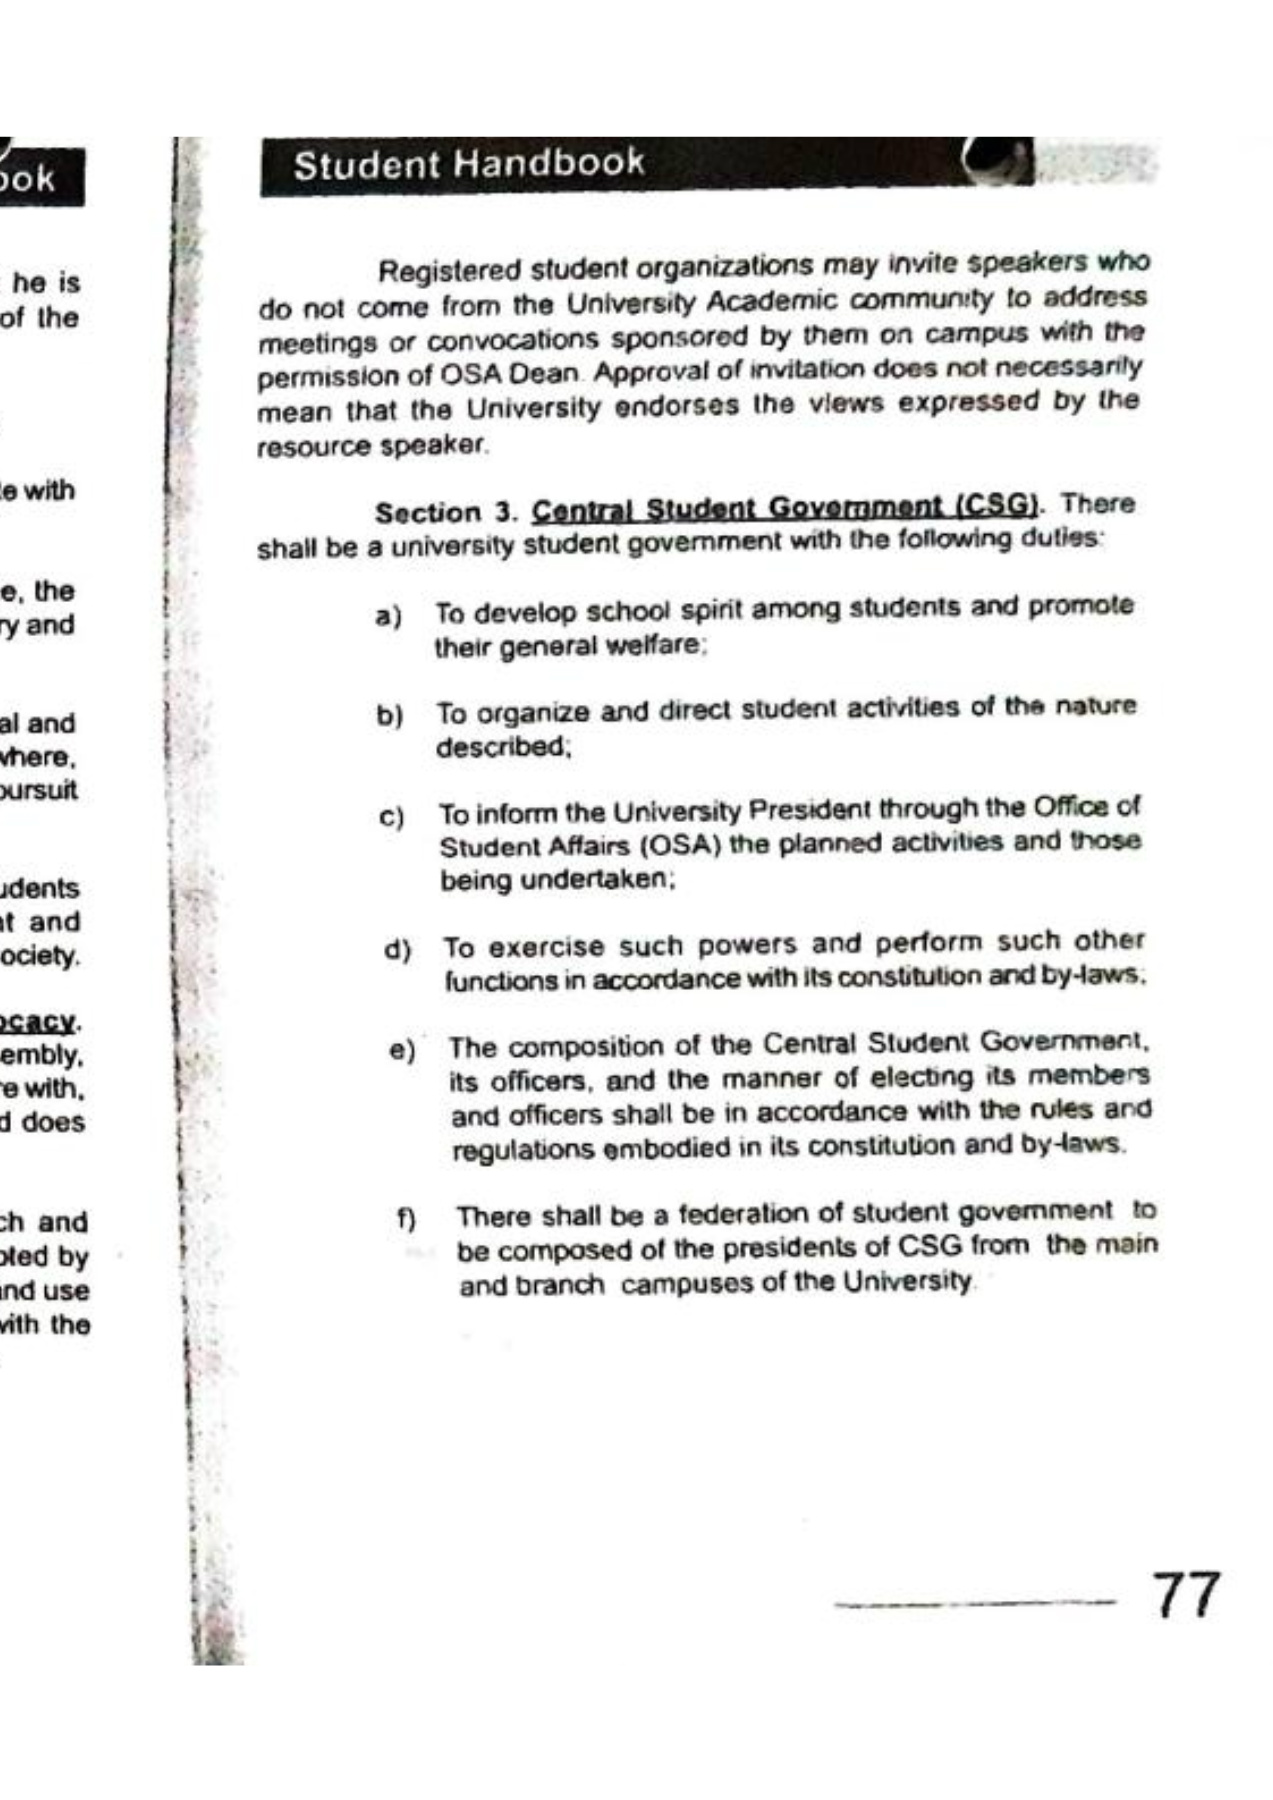 ook
he is
of the
e with
e, the
ry and
al and
where,
pursuit
udents
nt and
ociety.
ocacy.
sembly,
re with,
d does
ch and
oted by
and use
with the
Student Handbook
Registered student organizations may invite speakers who
do not come from the University Academic community to address
meetings or convocations sponsored by them on campus with the
permission of OSA Dean. Approval of invitation does not necessarily
mean that the University endorses the views expressed by the
resource speaker.
Section 3. Central Student Government (CSG). There
shall be a university student government with the following duties:
a) To develop school spirit among students and promote
their general welfare;
b) To organize and direct student activities of the nature
described;
c) To inform the University President through the Office of
Student Affairs (OSA) the planned activities and those
being undertaken;
d) To exercise such powers and perform such other
functions in accordance with its constitution and by-laws;
e) The composition of the Central Student Government,
its officers, and the manner of electing its members
and officers shall be in accordance with the rules and
regulations embodied in its constitution and by-laws.
f) There shall be a federation of student government to
be composed of the presidents of CSG from the main
and branch campuses of the University.
77